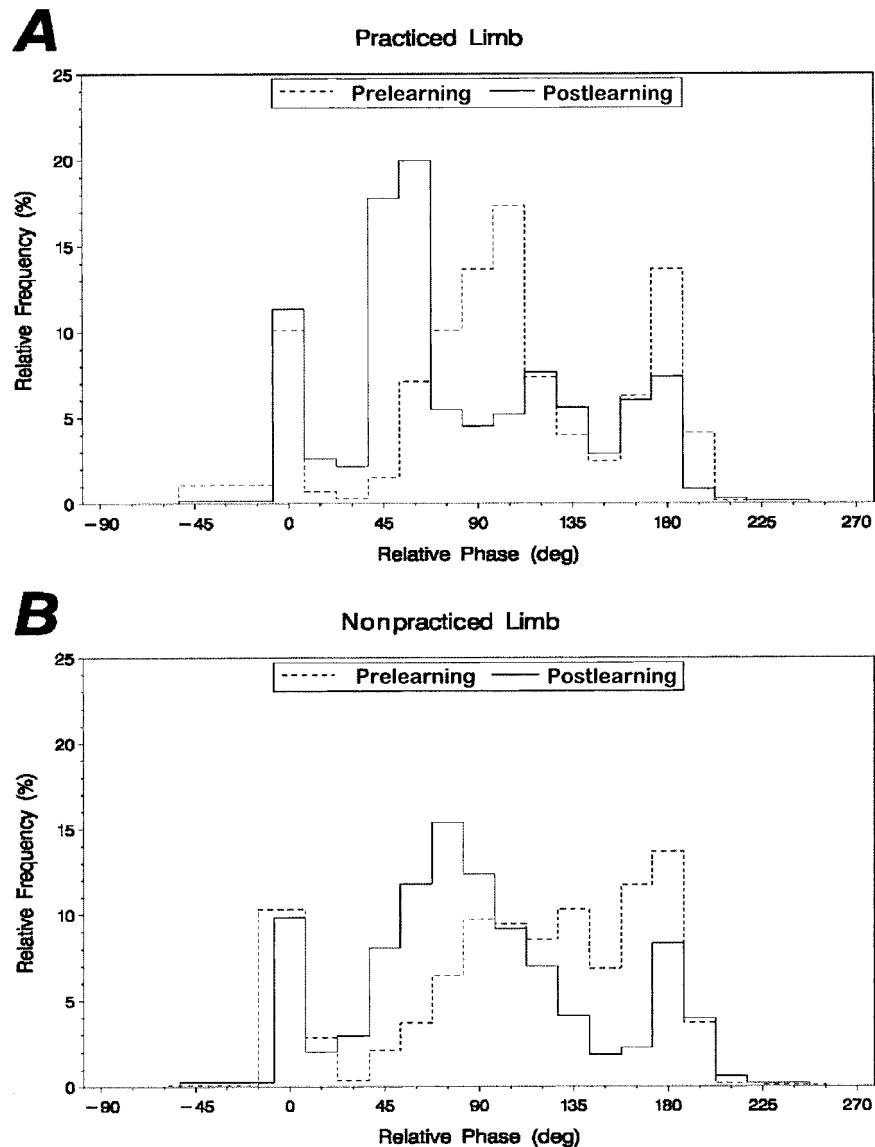 A
Practiced Limb
Prelearning Postlearning
25
20
15
10
5
0
Relative Frequency (%)
−90 −45 0 45 90 135 180 225 270
Relative Phase (deg)
B
Nonpracticed Limb
Prelearning Postlearning
25
20
15
10
5
0
Relative Frequency (%)
−90 −45 0 45 90 135 180 225 270
Relative Phase (deg)